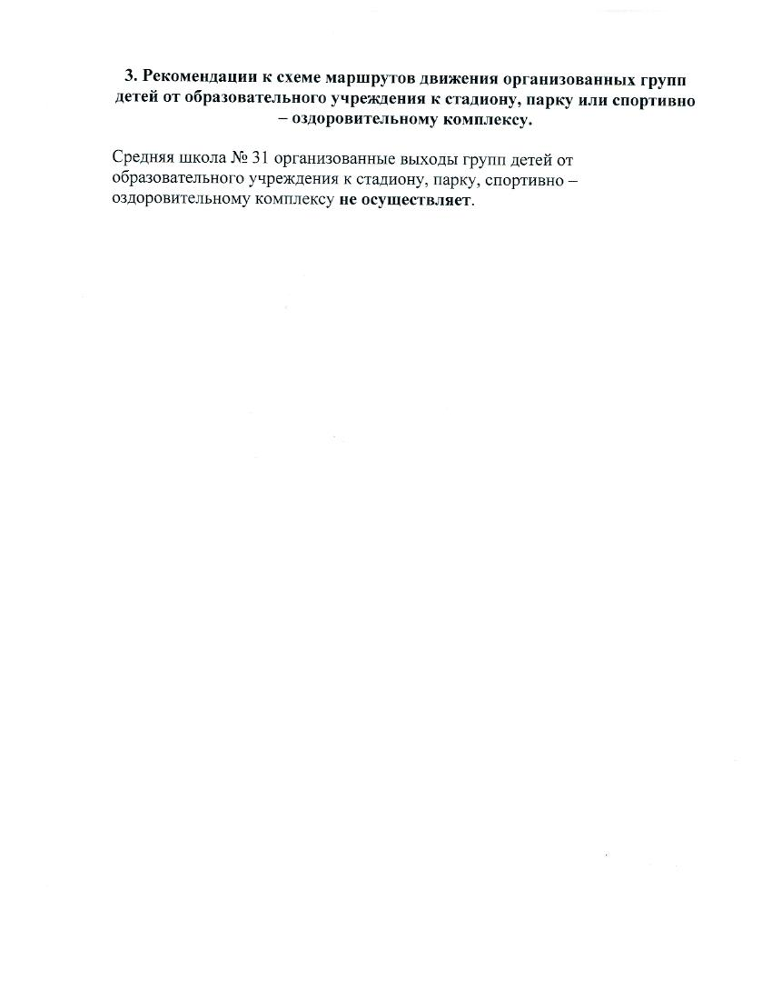 3. Рекомендации к схеме маршрутов движения организованных групп
детей от образовательного учреждения к стадиону, парку или спортивно
– оздоровительному комплексу.
Средняя школа № 31 организованные выходы групп детей от
образовательного учреждения к стадиону, парку, спортивно –
оздоровительному комплексу не осуществляет.